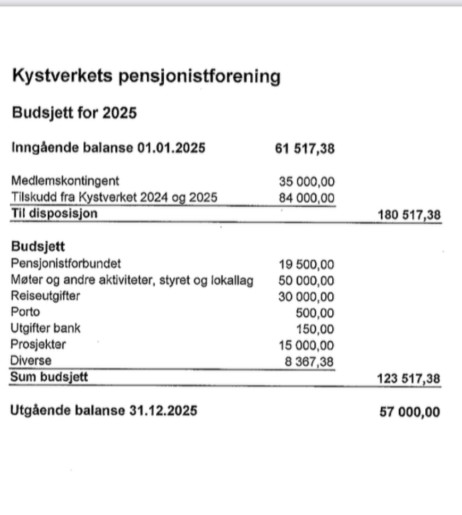 Kystverkets pensjonistforening
Budsjett for 2025
Inngående balanse 01.01.2025 61 517,38
Medlemskontingent 35 000,00
Tilskudd fra Kystverket 2024 og 2025 84 000,00
Til disposisjon 180 517,38
Budsjett
Pensjonistforbundet 19 500,00
Møter og andre aktiviteter, styret og lokallag 50 000,00
Reiseutgifter 30 000,00
Porto 500,00
Utgifter bank 150,00
Prosjekter 15 000,00
Diverse 8 367,38
Sum budsjett 123 517,38
Utgående balanse 31.12.2025 57 000,00